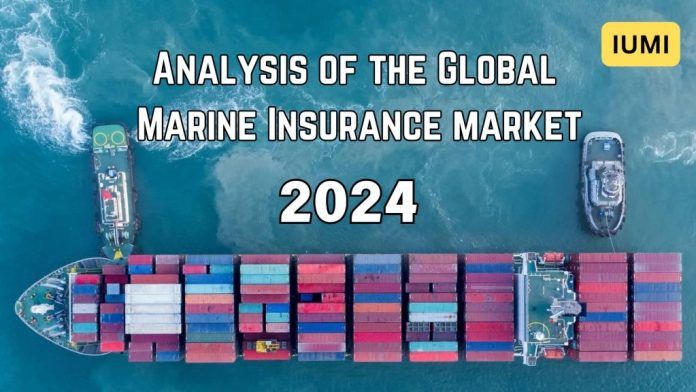 IUMI
Analysis of the Global
Marine Insurance market
2024